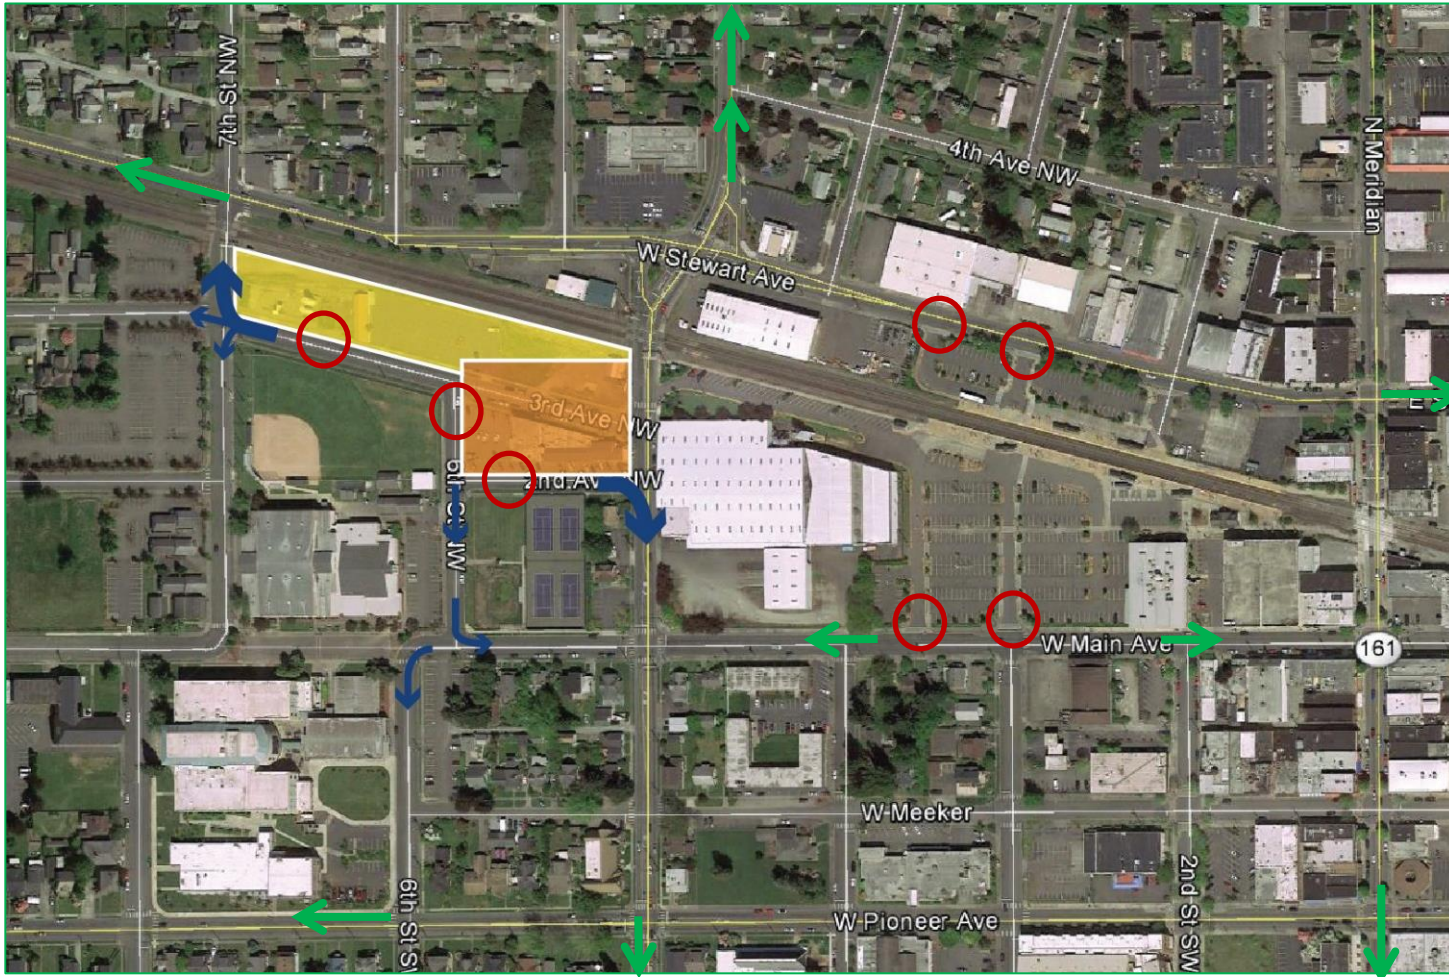 7th St NW
4th Ave NW
N Meridian
W Stewart Ave
E
3rd Ave NW
2nd Ave NW
6th St NW
W Main Ave
161
W Meeker
2nd St SW
6th St SW
W Pioneer Ave